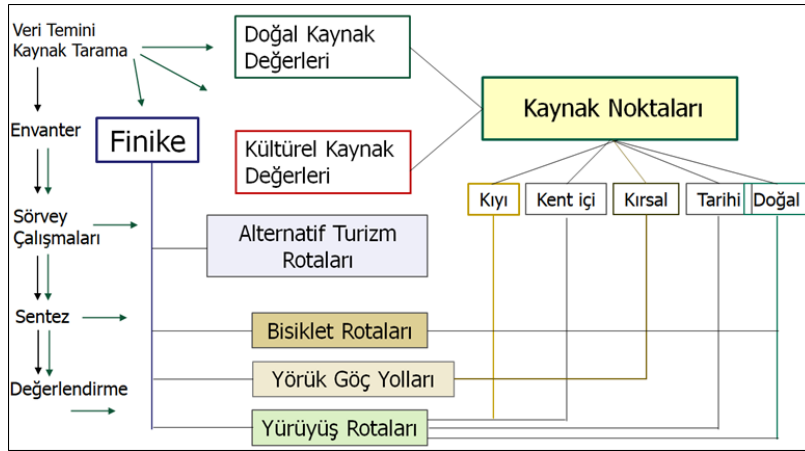 Veri Temini
Kaynak Tarama
Envanter
Sörvey
Çalışmaları
Sentez
Değerlendirme
Finike
Doğal Kaynak
Değerleri
Kültürel Kaynak
Değerleri
Alternatif Turizm
Rotaları
Bisiklet Rotaları
Yörük Göç Yolları
Yürüyüş Rotaları
Kaynak Noktaları
Kıyı
Kent içi
Kırsal
Tarihi
Doğal